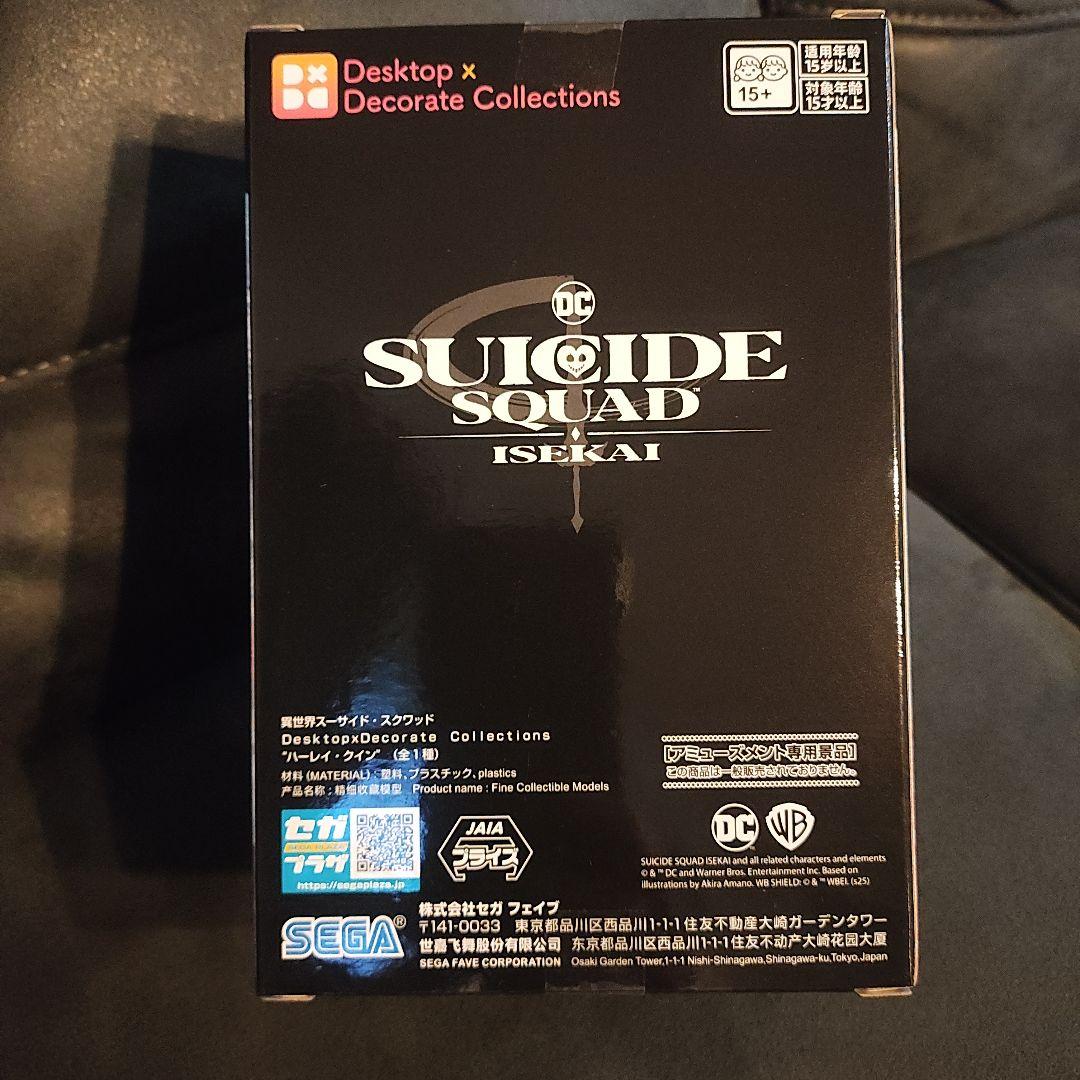 Desktop x
Decorate Collections
15+
适用年龄
15岁以上
対象年齢
15才以上
DC
SUICIDE
SQUAD™
ISEKAI
異世界スーサイド・スクワッド
DesktopxDecorate Collections
"ハーレイ・クイン" (全1種)
材料 (MATERIAL) : 塑料、プラスチック、plastics
产品名称 : 精细收藏模型 Product name : Fine Collectible Models
[アミューズメント専用景品]
この商品は一般販売されておりません。
セガ
SEGA PLAZA
プラザ
https://segaplaza.jp
JAIA
プライズ
DC WB
SUICIDE SQUAD ISEKAI and all related characters and elements
© & ™ DC and Warner Bros. Entertainment Inc. Based on
illustrations by Akira Amano. WB SHIELD: © & ™ WBEI. (s25)
SEGA®
株式会社セガ フェイブ
〒141-0033 東京都品川区西品川1-1-1住友不動産大崎ガーデンタワー
世嘉飞舞股份有限公司 东京都品川区西品川1-1-1住友不动产大崎花园大厦
SEGA FAVE CORPORATION Osaki Garden Tower,1-1-1 Nishi-Shinagawa,Shinagawa-ku,Tokyo,Japan